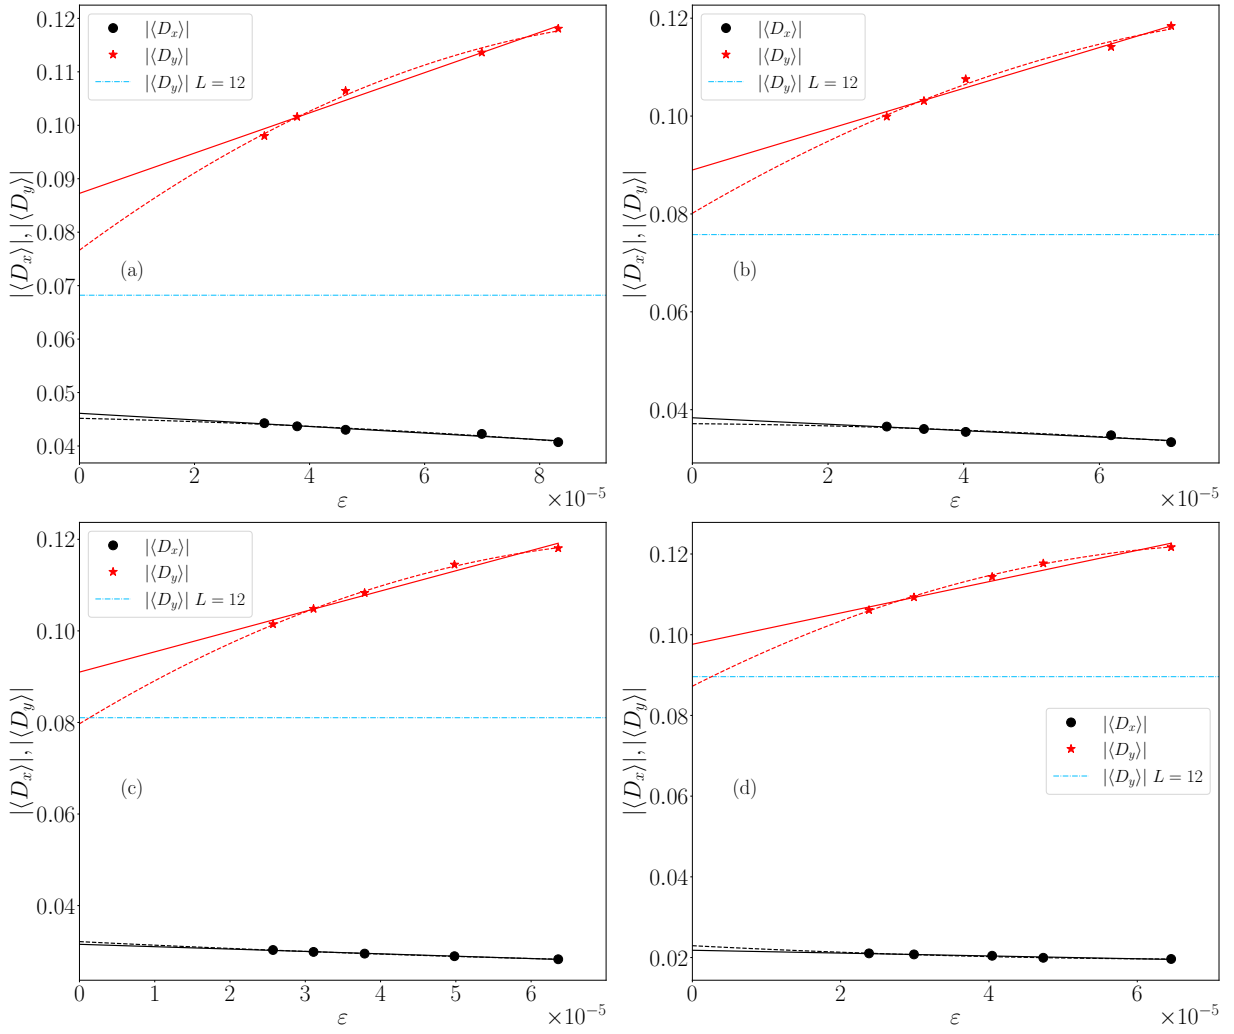 0.12
0.11
0.10
0.09
0.08
0.07
0.06
0.05
0.04
|⟨D_x⟩|, |⟨D_y⟩|
|⟨D_x⟩|
|⟨D_y⟩|
|⟨D_y⟩| L = 12
(a)
0 2 4 6 8
ε
×10⁻⁵
0.12
0.10
0.08
0.06
0.04
|⟨D_x⟩|, |⟨D_y⟩|
|⟨D_x⟩|
|⟨D_y⟩|
|⟨D_y⟩| L = 12
(b)
0 2 4 6
ε
×10⁻⁵
0.12
0.10
0.08
0.06
0.04
|⟨D_x⟩|, |⟨D_y⟩|
|⟨D_x⟩|
|⟨D_y⟩|
|⟨D_y⟩| L = 12
(c)
0 1 2 3 4 5 6
ε
×10⁻⁵
0.12
0.10
0.08
0.06
0.04
0.02
|⟨D_x⟩|, |⟨D_y⟩|
|⟨D_x⟩|
|⟨D_y⟩|
|⟨D_y⟩| L = 12
(d)
0 2 4 6
ε
×10⁻⁵